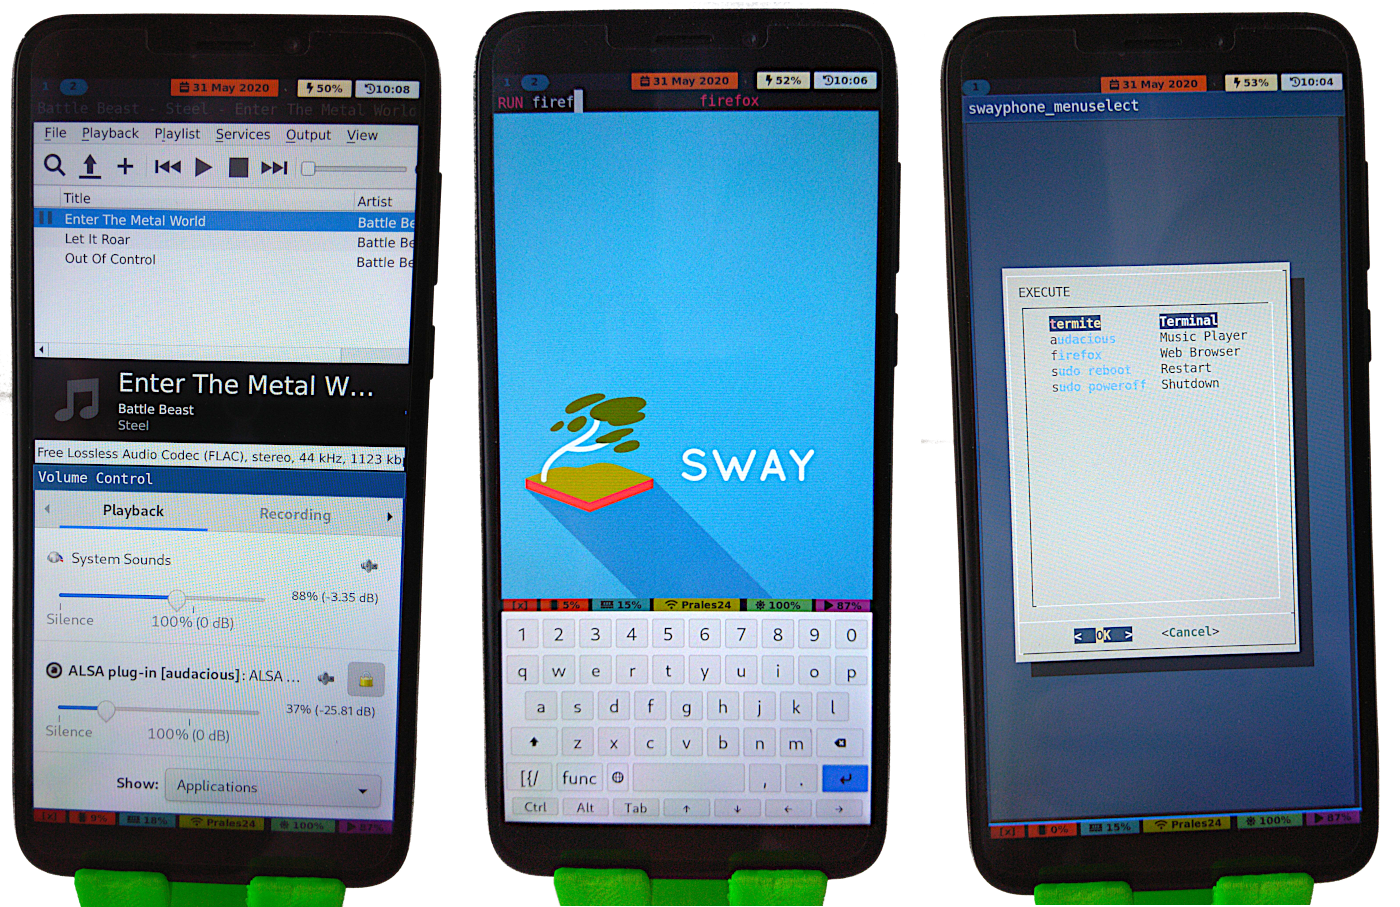 1 2 31 May 2020 50% 10:08
Battle Beast - Steel - Enter The Metal World
File Playback Playlist Services Output View
Title Artist
Enter The Metal World Battle Be
Let It Roar Battle Be
Out Of Control Battle Be
Enter The Metal W...
Battle Beast
Steel
Free Lossless Audio Codec (FLAC), stereo, 44 kHz, 1123 kbp
Volume Control
Playback Recording
System Sounds
88% (-3.35 dB)
Silence 100% (0 dB)
ALSA plug-in [audacious]: ALSA ...
37% (-25.81 dB)
Silence 100% (0 dB)
Show: Applications
[x] 9% 18% Prales24 100% 87%
1 2 31 May 2020 52% 10:06
RUN firef firefox
SWAY
[x] 5% 15% Prales24 100% 87%
1 2 3 4 5 6 7 8 9 0
q w e r t y u i o p
a s d f g h j k l
z x c v b n m
[{/ func , .
Ctrl Alt Tab ↑ ↓ ← →
1 31 May 2020 53% 10:04
swayphone_menuselect
EXECUTE
termite Terminal
audacious Music Player
firefox Web Browser
sudo reboot Restart
sudo poweroff Shutdown
< OK > <Cancel>
[x] 0% 15% Prales24 100% 87%